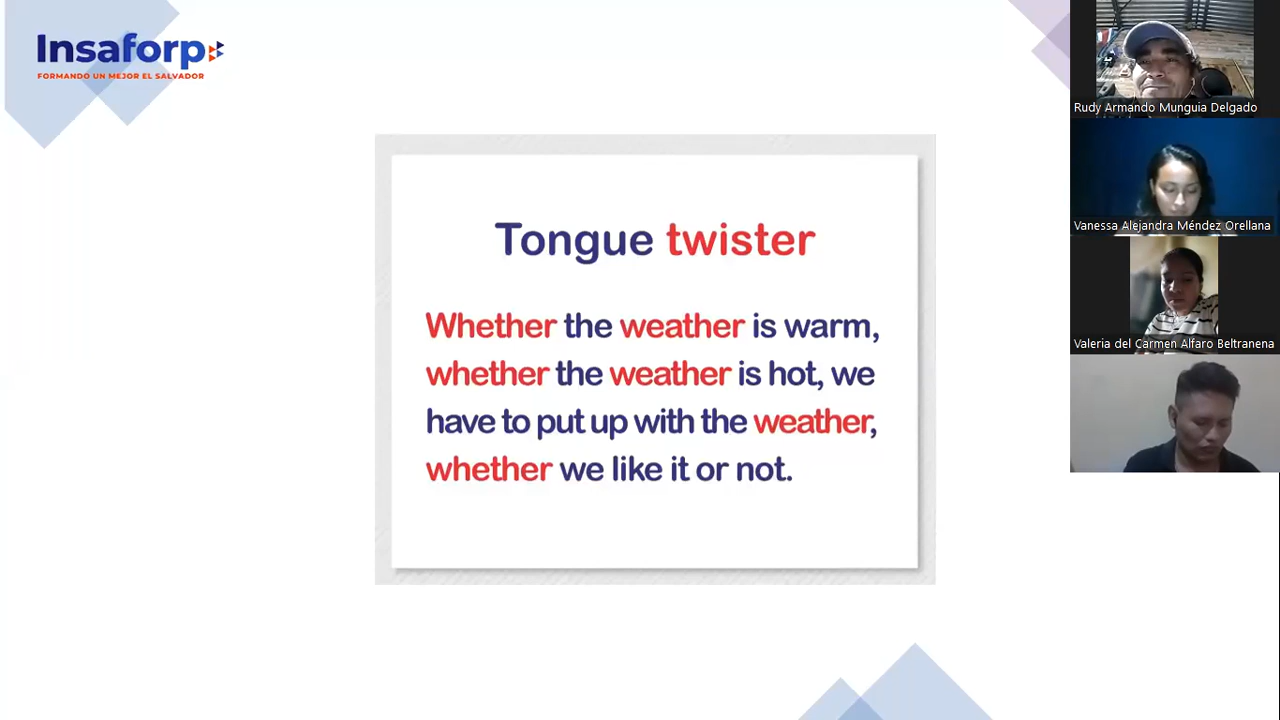 Insaforp
FORMANDO UN MEJOR EL SALVADOR
Tongue twister
Whether the weather is warm,
whether the weather is hot, we
have to put up with the weather,
whether we like it or not.
Rudy Armando Munguia Delgado
Vanessa Alejandra Méndez Orellana
Valeria del Carmen Alfaro Beltranena